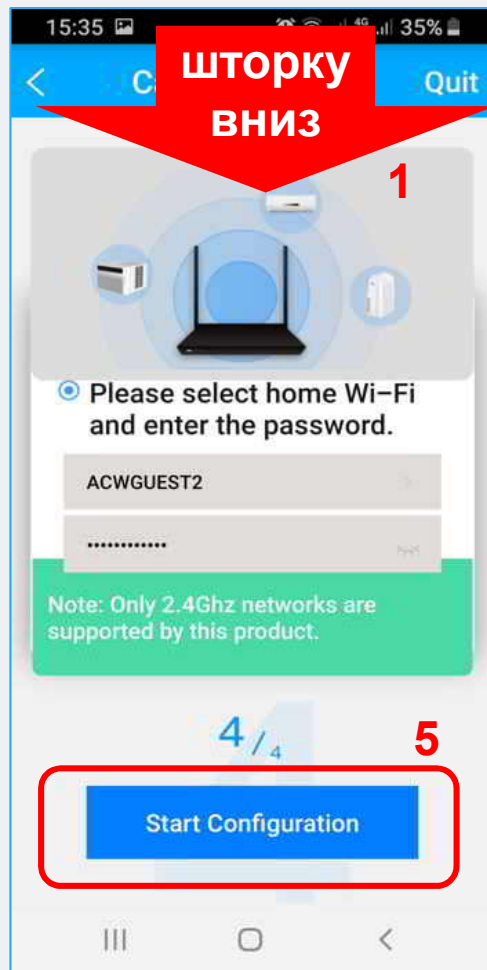 15:35 4G 35%
шторку
вниз
Quit
1
Please select home Wi-Fi
and enter the password.
ACWGUEST2
••••••••••••
Note: Only 2.4Ghz networks are
supported by this product.
4/4
5
Start Configuration